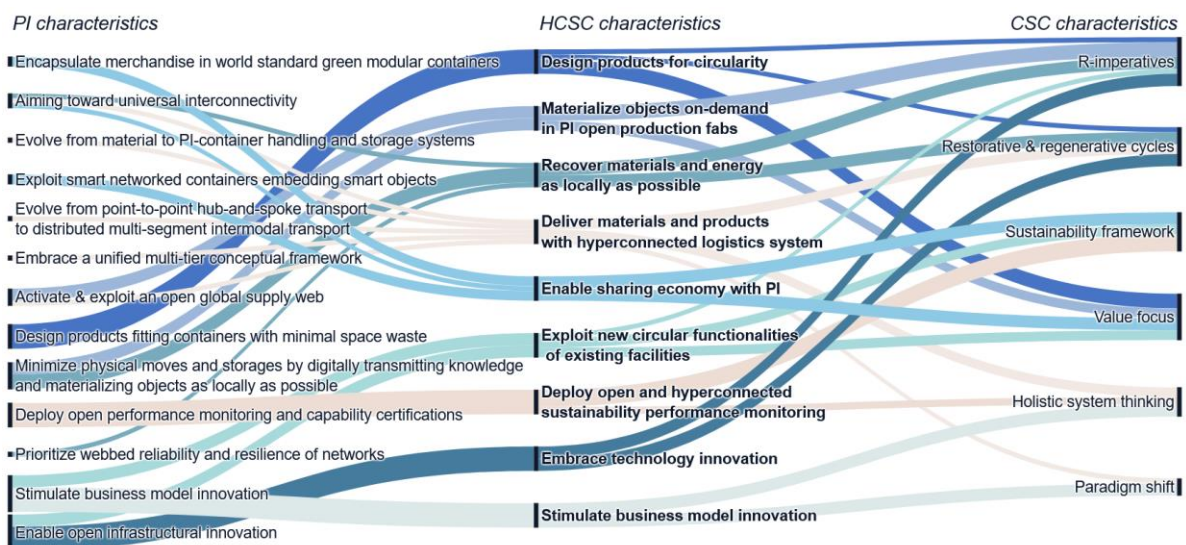 PI characteristics
HCSC characteristics
CSC characteristics
Encapsulate merchandise in world standard green modular containers
Aiming toward universal interconnectivity
Evolve from material to PI-container handling and storage systems
Exploit smart networked containers embedding smart objects
Evolve from point-to-point hub-and-spoke transport
to distributed multi-segment intermodal transport
Embrace a unified multi-tier conceptual framework
Activate & exploit an open global supply web
Design products fitting containers with minimal space waste
Minimize physical moves and storages by digitally transmitting knowledge
and materializing objects as locally as possible
Deploy open performance monitoring and capability certifications
Prioritize webbed reliability and resilience of networks
Stimulate business model innovation
Enable open infrastructural innovation
Design products for circularity
Materialize objects on-demand
in PI open production fabs
Recover materials and energy
as locally as possible
Deliver materials and products
with hyperconnected logistics system
Enable sharing economy with PI
Exploit new circular functionalities
of existing facilities
Deploy open and hyperconnected
sustainability performance monitoring
Embrace technology innovation
Stimulate business model innovation
R-imperatives
Restorative & regenerative cycles
Sustainability framework
Value focus
Holistic system thinking
Paradigm shift